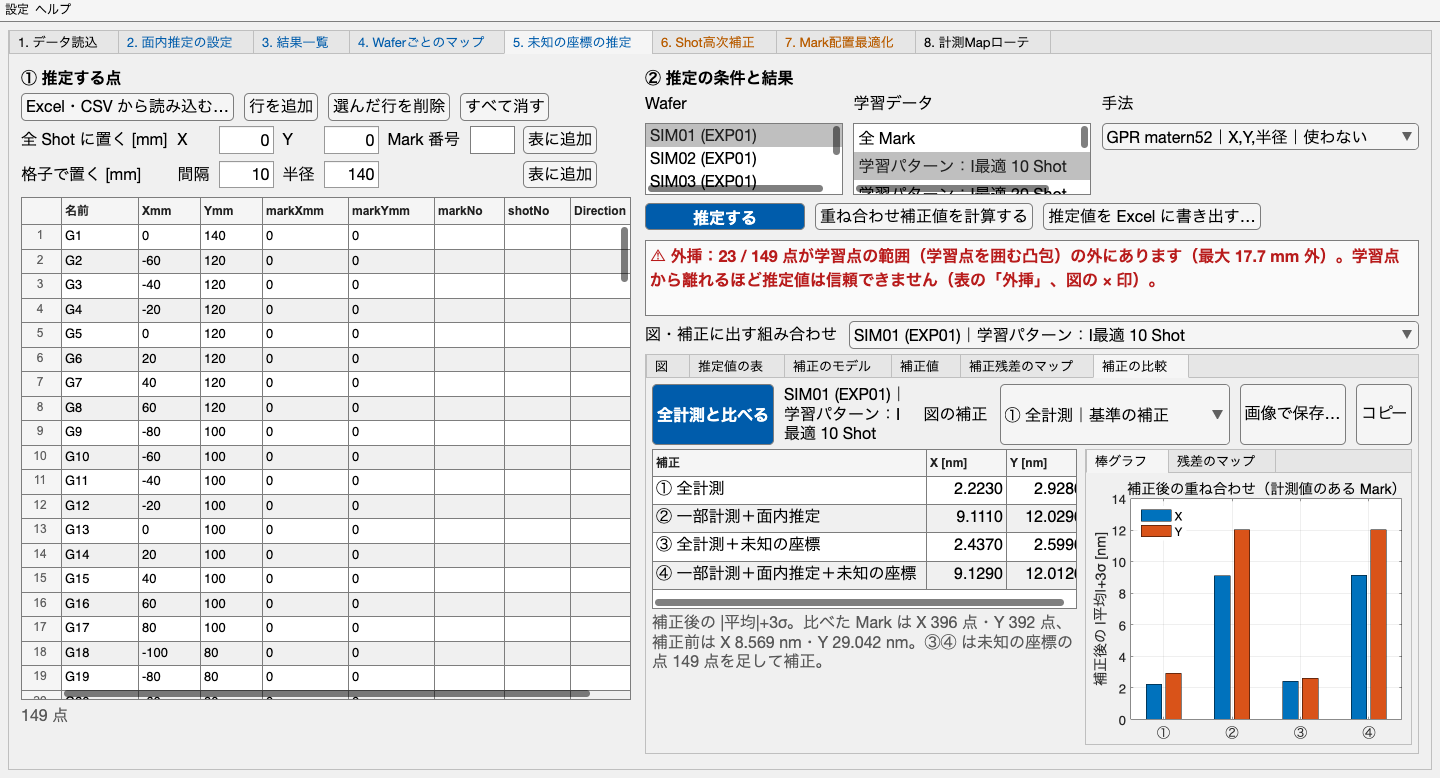 設定 ヘルプ
1. データ読込
2. 面内推定の設定
3. 結果一覧
4. Waferごとのマップ
5. 未知の座標の推定
6. Shot高次補正
7. Mark配置最適化
8. 計測Mapローテ
① 推定する点
Excel・CSV から読み込む...
行を追加
選んだ行を削除
すべて消す
全 Shot に置く [mm] X 0 Y 0 Mark 番号
表に追加
格子で置く [mm] 間隔 10 半径 140
表に追加
名前 Xmm Ymm markXmm markYmm markNo shotNo Direction
1 G1 0 140 0 0
2 G2 -60 120 0 0
3 G3 -40 120 0 0
4 G4 -20 120 0 0
5 G5 0 120 0 0
6 G6 20 120 0 0
7 G7 40 120 0 0
8 G8 60 120 0 0
9 G9 -80 100 0 0
10 G10 -60 100 0 0
11 G11 -40 100 0 0
12 G12 -20 100 0 0
13 G13 0 100 0 0
14 G14 20 100 0 0
15 G15 40 100 0 0
16 G16 60 100 0 0
17 G17 80 100 0 0
18 G18 -100 80 0 0
19 G19 -80 80 0 0
149 点
② 推定の条件と結果
Wafer
SIM01 (EXP01)
SIM02 (EXP01)
SIM03 (EXP01)
学習データ
全 Mark
学習パターン：I最適 10 Shot
学習パターン：I最適 20 Shot
手法
GPR matern52｜X,Y,半径｜使わない
推定する
重ね合わせ補正値を計算する
推定値を Excel に書き出す...
⚠ 外挿：23 / 149 点が学習点の範囲（学習点を囲む凸包）の外にあります（最大 17.7 mm 外）。学習点
から離れるほど推定値は信頼できません（表の「外挿」、図の × 印）。
図・補正に出す組み合わせ
SIM01 (EXP01)｜学習パターン：I最適 10 Shot
図
推定値の表
補正のモデル
補正値
補正残差のマップ
補正の比較
全計測と比べる
SIM01 (EXP01)｜
学習パターン：I
最適 10 Shot
図の補正
① 全計測｜基準の補正
画像で保存...
コピー
補正 X [nm] Y [nm]
① 全計測 2.2230 2.9280
② 一部計測＋面内推定 9.1110 12.0290
③ 全計測＋未知の座標 2.4370 2.5990
④ 一部計測＋面内推定＋未知の座標 9.1290 12.0120
補正後の |平均|+3σ。比べた Mark は X 396 点・Y 392 点、
補正前は X 8.569 nm・Y 29.042 nm。③④ は未知の座標の
点 149 点を足して補正。
棒グラフ
残差のマップ
補正後の重ね合わせ（計測値のある Mark）
補正後の |平均|+3σ [nm]
14
12
10
8
6
4
2
0
X
Y
① ② ③ ④